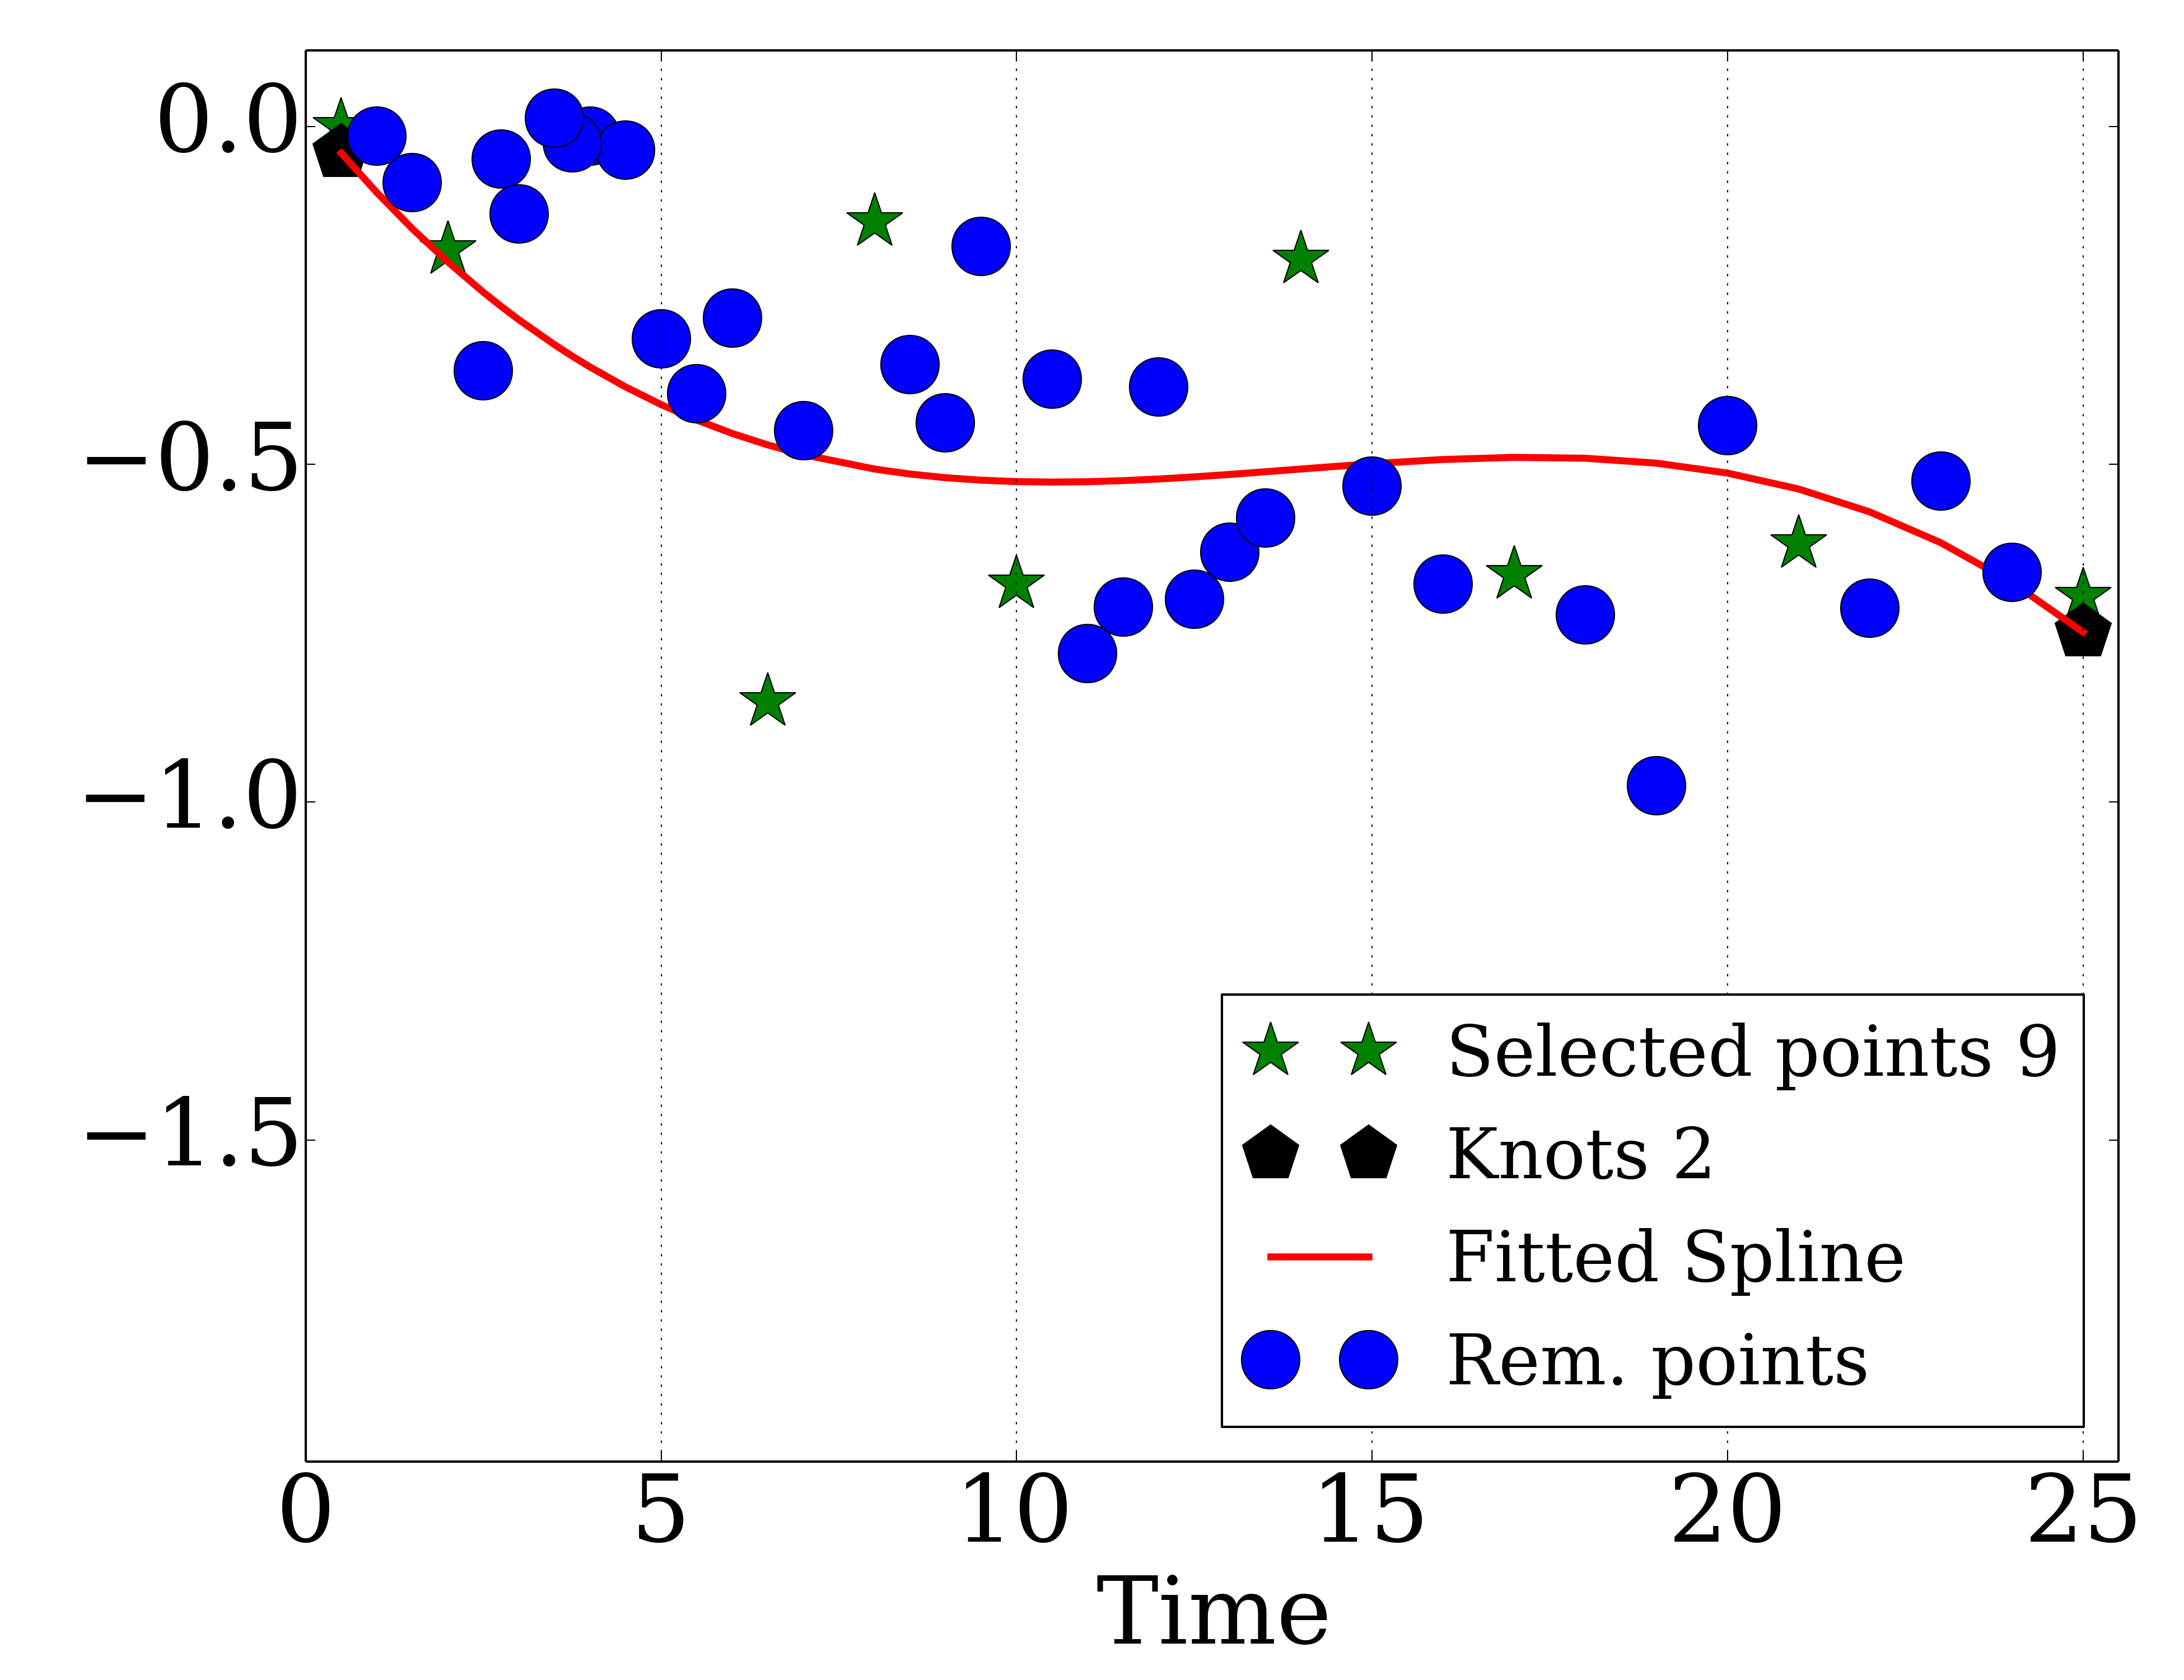 0.0
−0.5
−1.0
−1.5
Selected points 9
Knots 2
Fitted Spline
Rem. points
0 5 10 15 20 25
Time